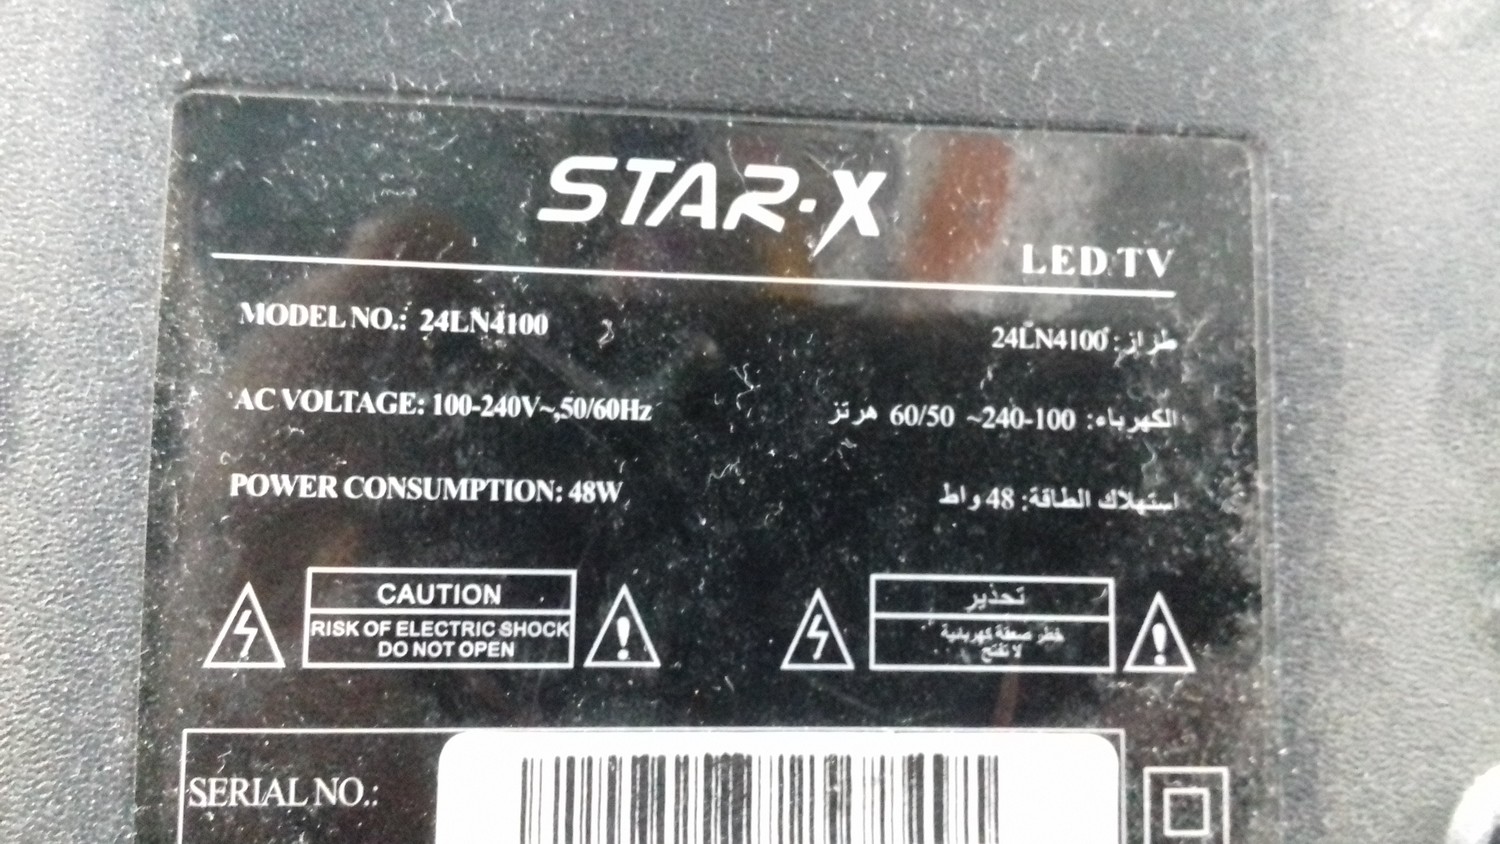 STAR-X
LED TV
MODEL NO.: 24LN4100
طراز: 24LN4100
AC VOLTAGE: 100-240V~,50/60Hz
الكهرباء: 100-240~ 60/50 هرتز
POWER CONSUMPTION: 48W
استهلاك الطاقة: 48 واط
CAUTION
RISK OF ELECTRIC SHOCK
DO NOT OPEN
تحذير
خطر صعقة كهربائية
لا تفتح
SERIAL NO.: